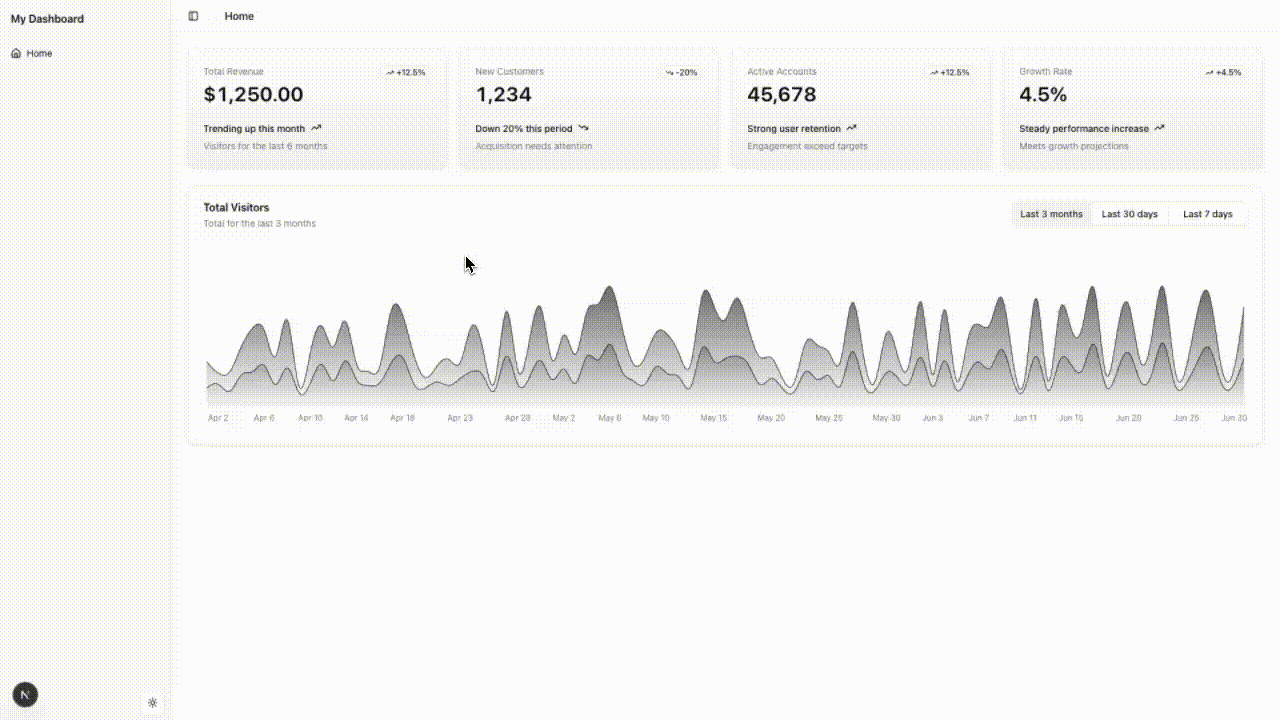 My Dashboard
Home
Home
Total Revenue
+12.5%
$1,250.00
Trending up this month
Visitors for the last 6 months
New Customers
-20%
1,234
Down 20% this period
Acquisition needs attention
Active Accounts
+12.5%
45,678
Strong user retention
Engagement exceed targets
Growth Rate
+4.5%
4.5%
Steady performance increase
Meets growth projections
Total Visitors
Total for the last 3 months
Last 3 months Last 30 days Last 7 days
Apr 2 Apr 6 Apr 10 Apr 14 Apr 18 Apr 23 Apr 28 May 2 May 6 May 10 May 15 May 20 May 25 May 30 Jun 3 Jun 7 Jun 11 Jun 15 Jun 20 Jun 25 Jun 30
N